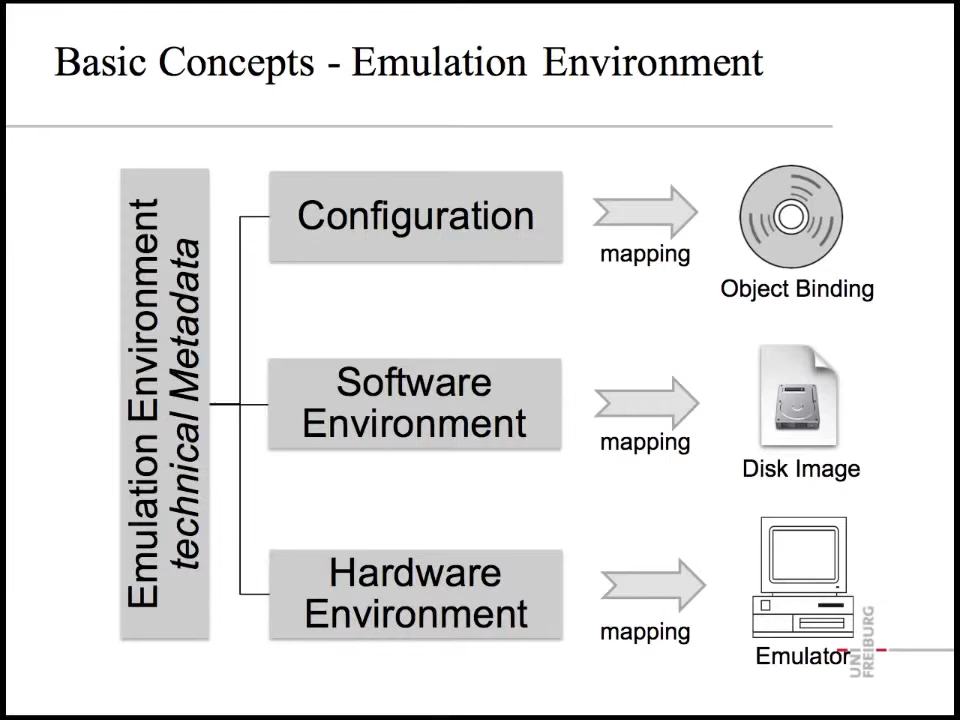 Basic Concepts - Emulation Environment
Emulation Environment
technical Metadata
Configuration
mapping
Object Binding
Software
Environment
mapping
Disk Image
Hardware
Environment
mapping
Emulator
UNI
FREIBURG